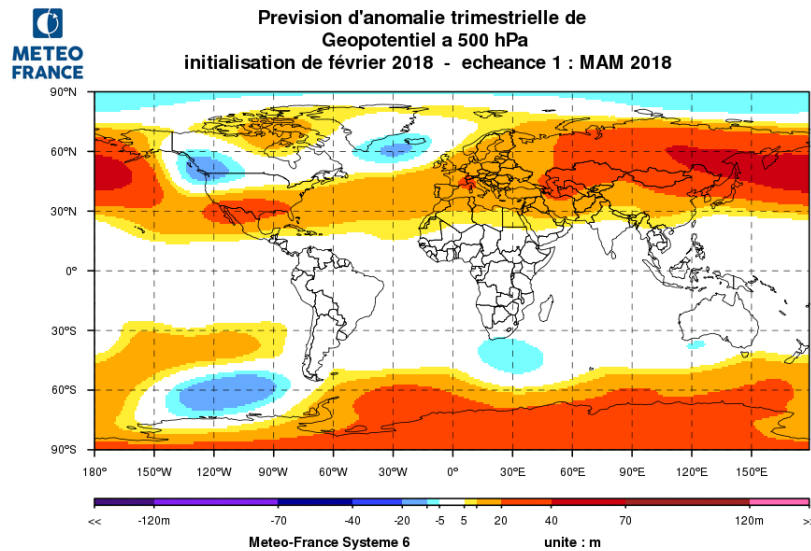 METEO
FRANCE
Prevision d'anomalie trimestrielle de
Geopotentiel a 500 hPa
initialisation de février 2018 - echeance 1 : MAM 2018
90ºN
60ºN
30ºN
0º
30ºS
60ºS
90ºS
180º 150ºW 120ºW 90ºW 60ºW 30ºW 0º 30ºE 60ºE 90ºE 120ºE 150ºE
<< -120m -70 -40 -20 -5 5 20 40 70 120m >
Meteo-France Systeme 6 unite : m